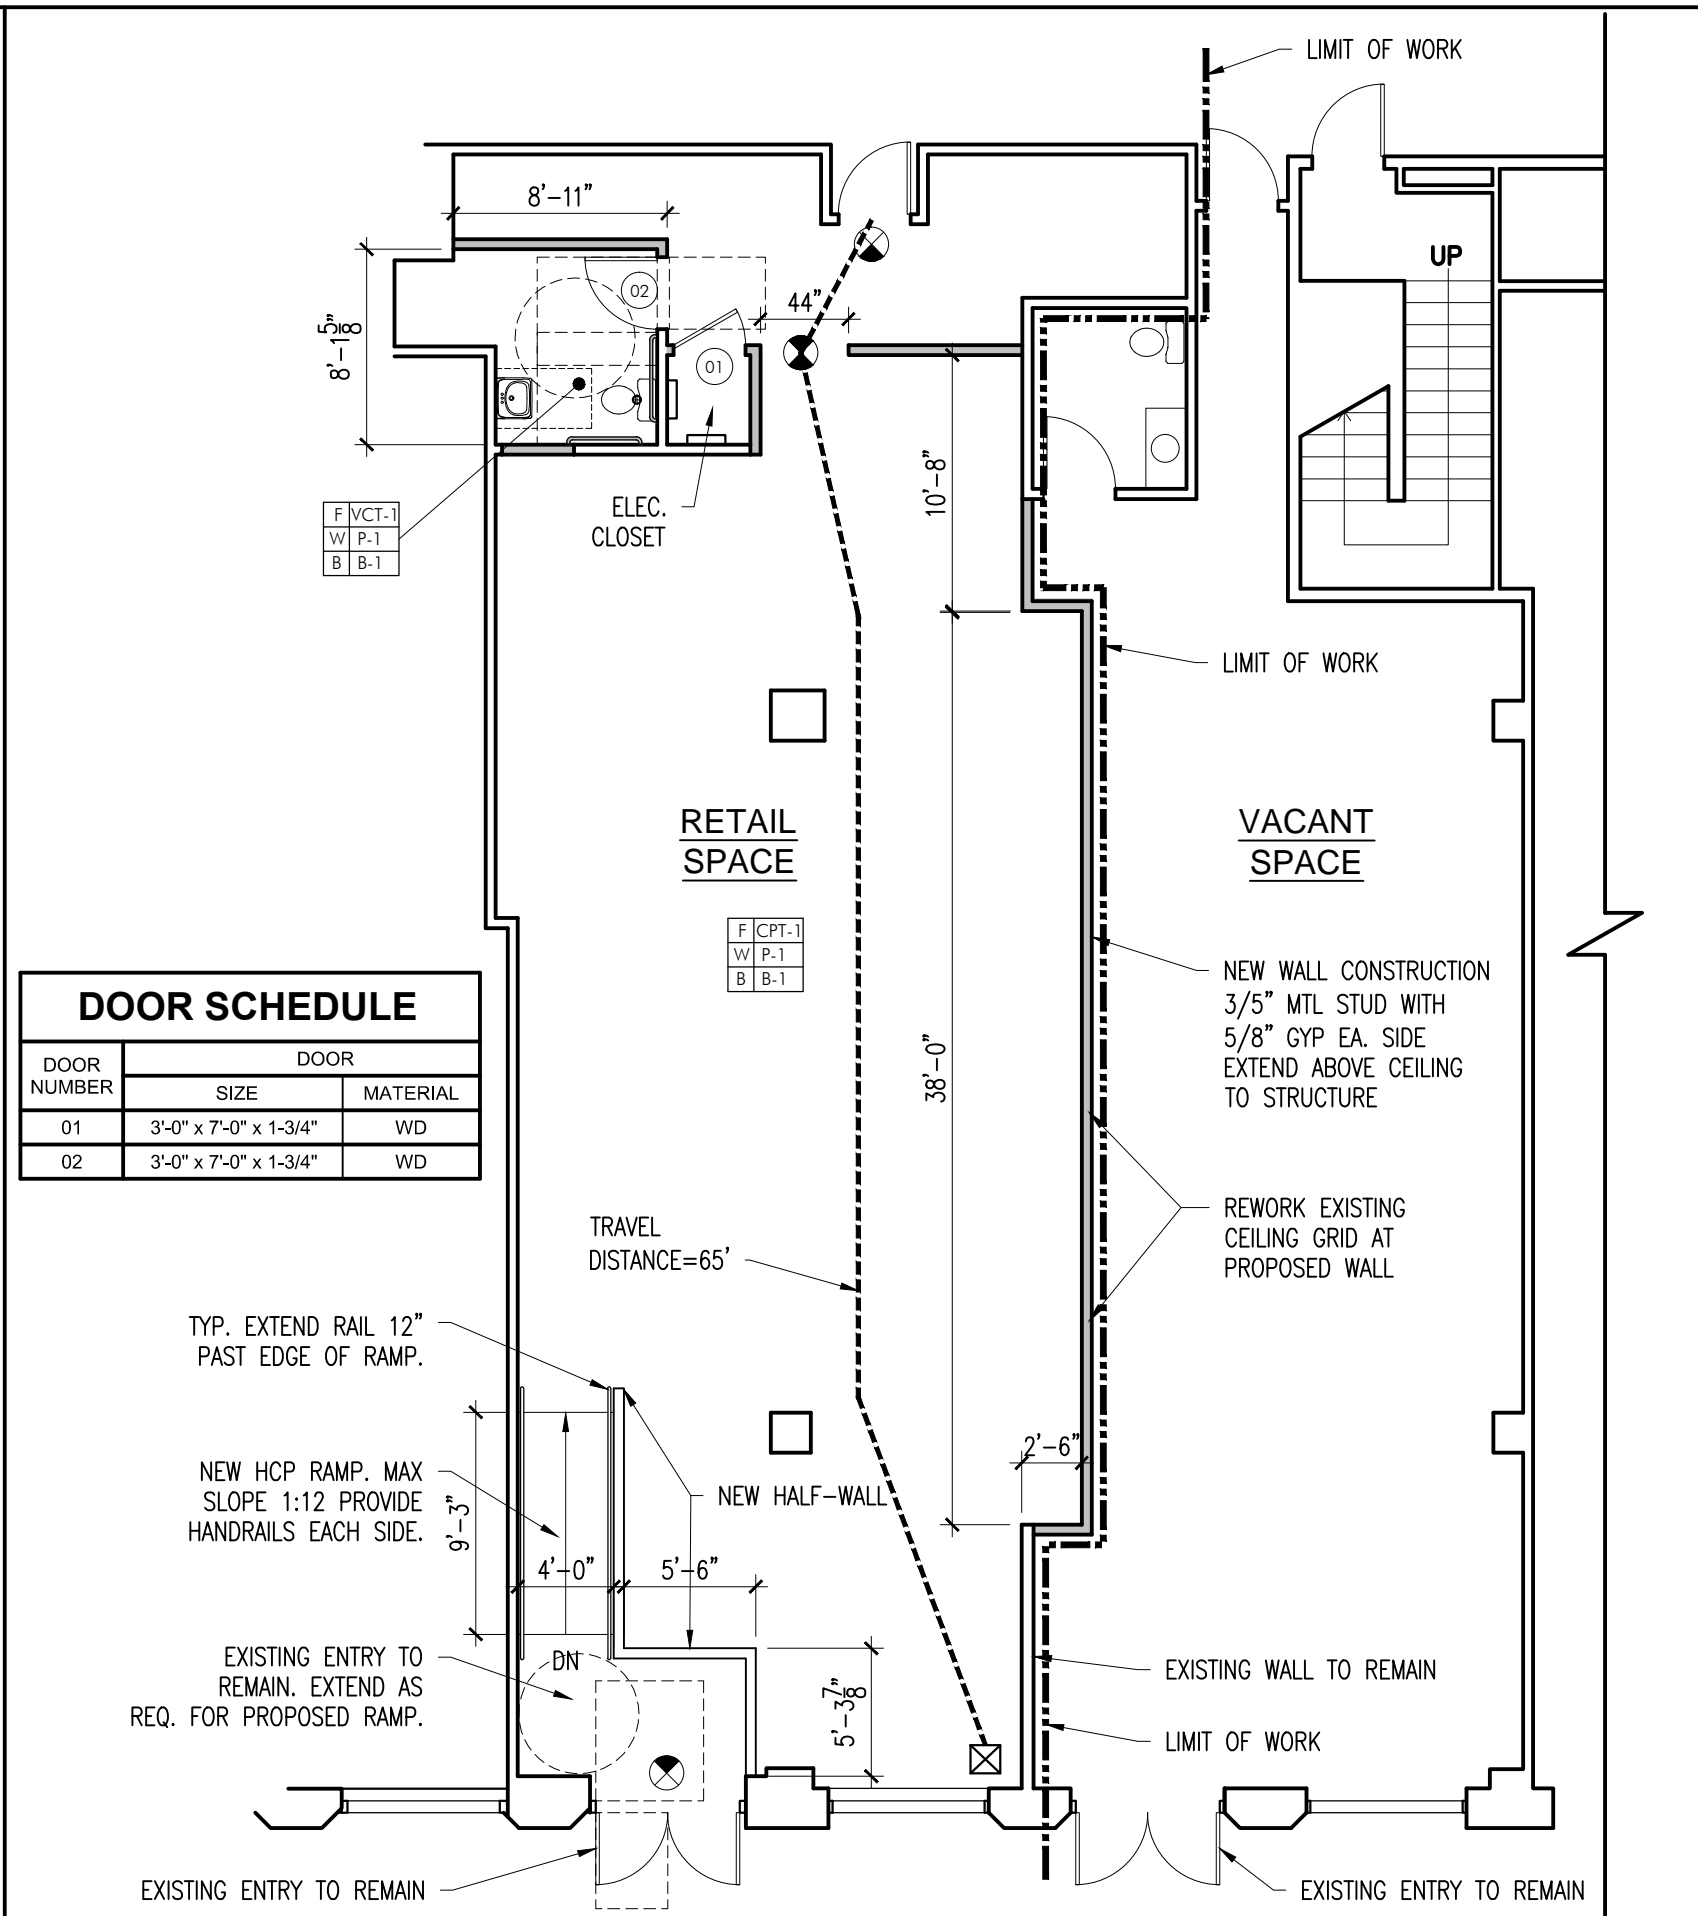 LIMIT OF WORK
8'-11"
UP
02
44"
8'-1 5/8"
01
10'-8"
ELEC.
CLOSET
F VCT-1
W P-1
B B-1
LIMIT OF WORK
RETAIL
SPACE
VACANT
SPACE
F CPT-1
W P-1
B B-1
NEW WALL CONSTRUCTION
3/5" MTL STUD WITH
5/8" GYP EA. SIDE
EXTEND ABOVE CEILING
TO STRUCTURE
DOOR SCHEDULE
DOOR NUMBER
DOOR
SIZE MATERIAL
01 3'-0" x 7'-0" x 1-3/4" WD
02 3'-0" x 7'-0" x 1-3/4" WD
38'-0"
REWORK EXISTING
CEILING GRID AT
PROPOSED WALL
TRAVEL
DISTANCE=65'
TYP. EXTEND RAIL 12"
PAST EDGE OF RAMP.
2'-6"
NEW HCP RAMP. MAX
SLOPE 1:12 PROVIDE
HANDRAILS EACH SIDE.
9'-3"
NEW HALF-WALL
4'-0"
5'-6"
EXISTING ENTRY TO
REMAIN. EXTEND AS
REQ. FOR PROPOSED RAMP.
DN
5'-3 7/8"
EXISTING WALL TO REMAIN
LIMIT OF WORK
EXISTING ENTRY TO REMAIN
EXISTING ENTRY TO REMAIN